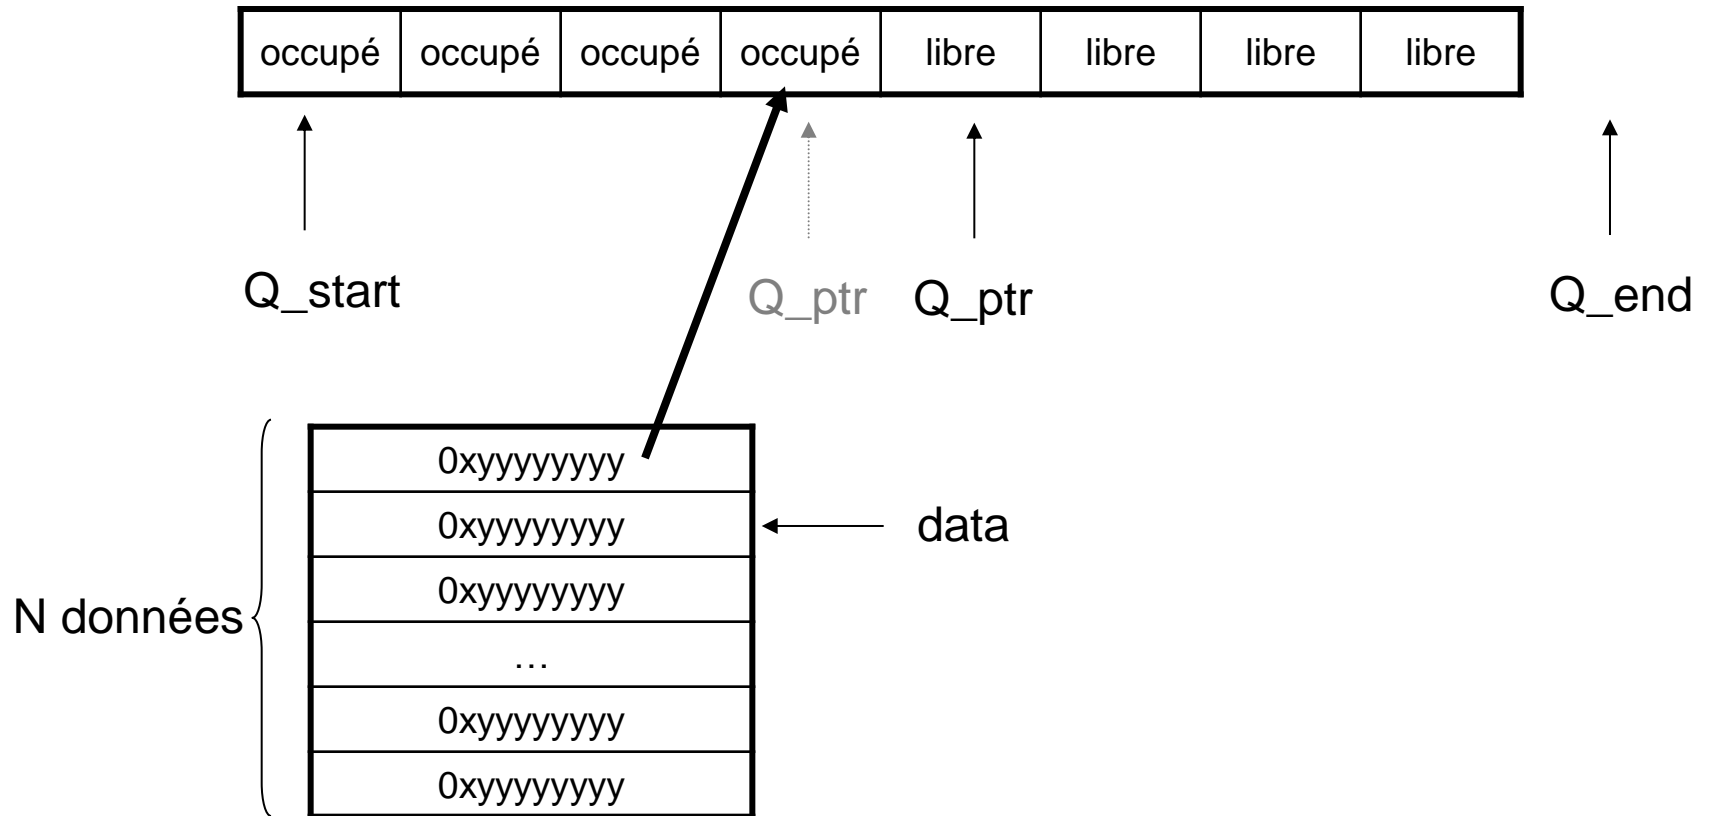 occupé occupé occupé occupé libre libre libre libre
Q_start Q_ptr Q_ptr Q_end
0xyyyyyyyy
0xyyyyyyyy data
0xyyyyyyyy
N données
…
0xyyyyyyyy
0xyyyyyyyy